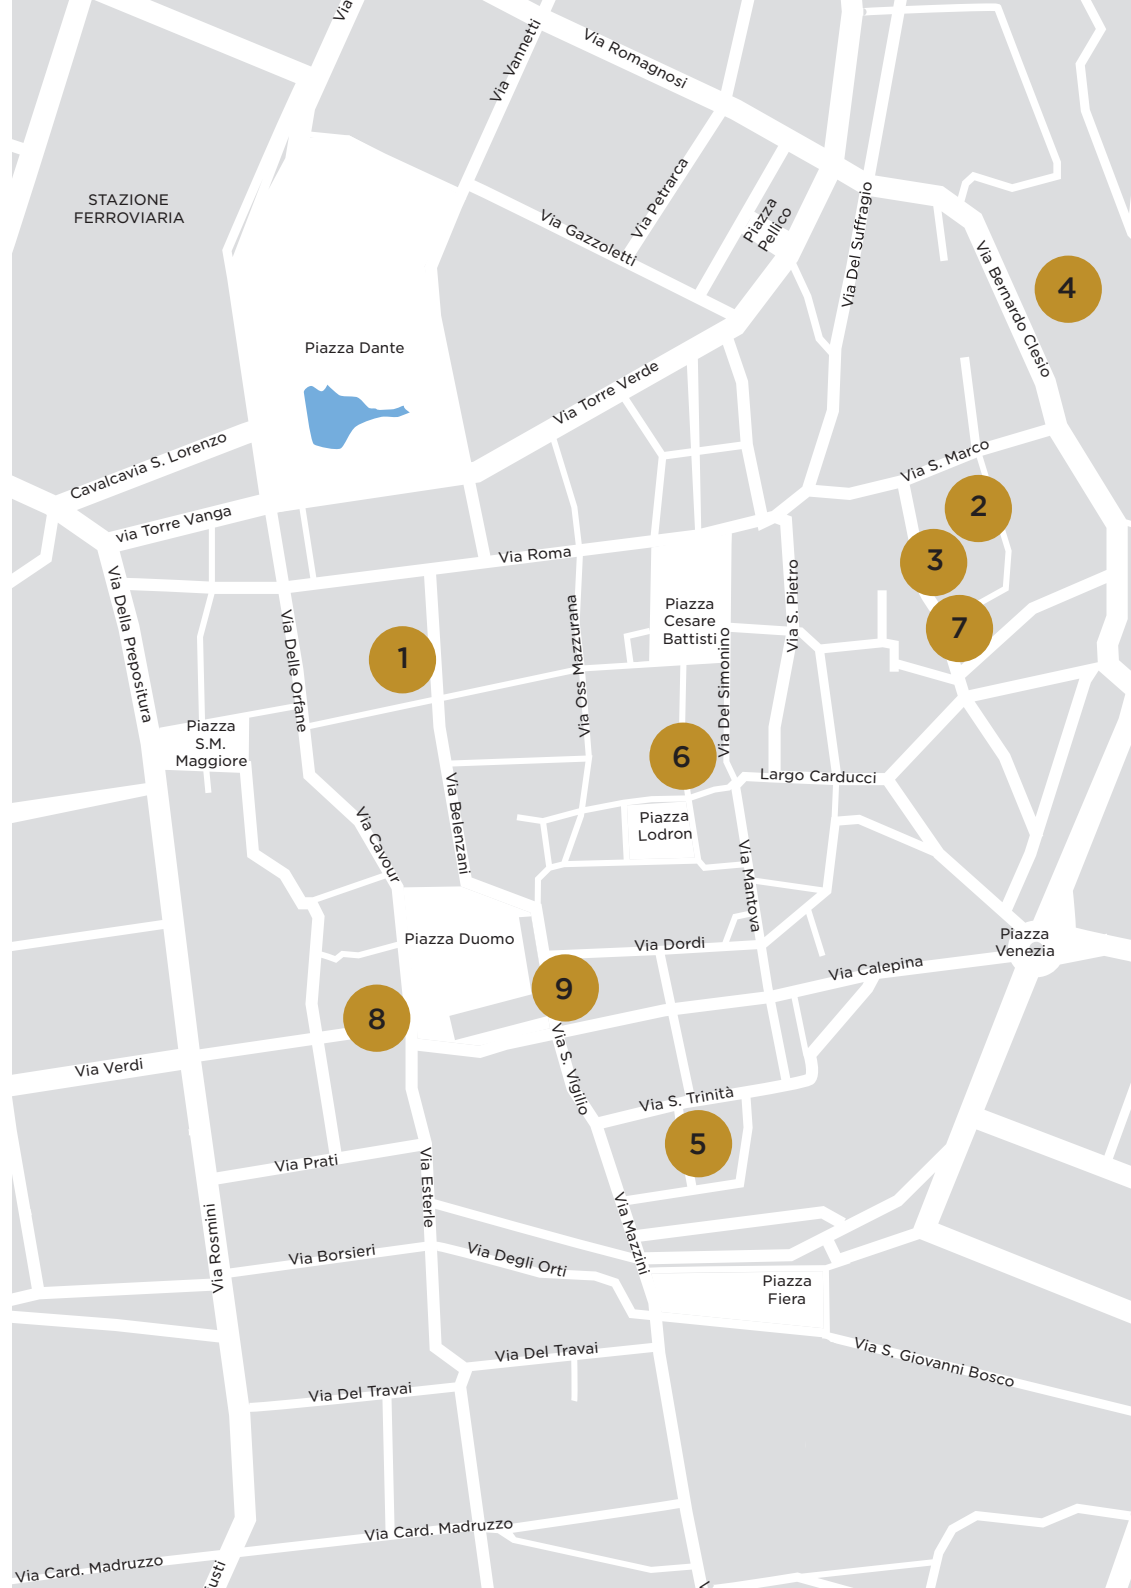 Via
Via Vannetti
Via Romagnosi
STAZIONE
FERROVIARIA
Via Petrarca
Piazza
Pellico
Via Del Suffragio
Via Gazzoletti
Via Bernardo Clesio
4
Piazza Dante
Via Torre Verde
Cavalcavia S. Lorenzo
Via S. Marco
via Torre Vanga
2
Via Roma
3
Via Della Prepositura
Via Delle Orfane
Via Oss Mazzurana
Piazza
Cesare
Battisti
Via S. Pietro
7
1
Via Del Simonino
Piazza
S.M.
Maggiore
6
Largo Carducci
Via Cavour
Via Belenzani
Piazza
Lodron
Via Mantova
Piazza Duomo
Via Dordi
Piazza
Venezia
Via Calepina
9
8
Via Verdi
Via S. Vigilio
Via S. Trinità
5
Via Prati
Via Esterle
Via Rosmini
Via Mazzini
Via Borsieri
Via Degli Orti
Piazza
Fiera
Via S. Giovanni Bosco
Via Del Travai
Via Del Travai
Via Card. Madruzzo
Via Card. Madruzzo
usti